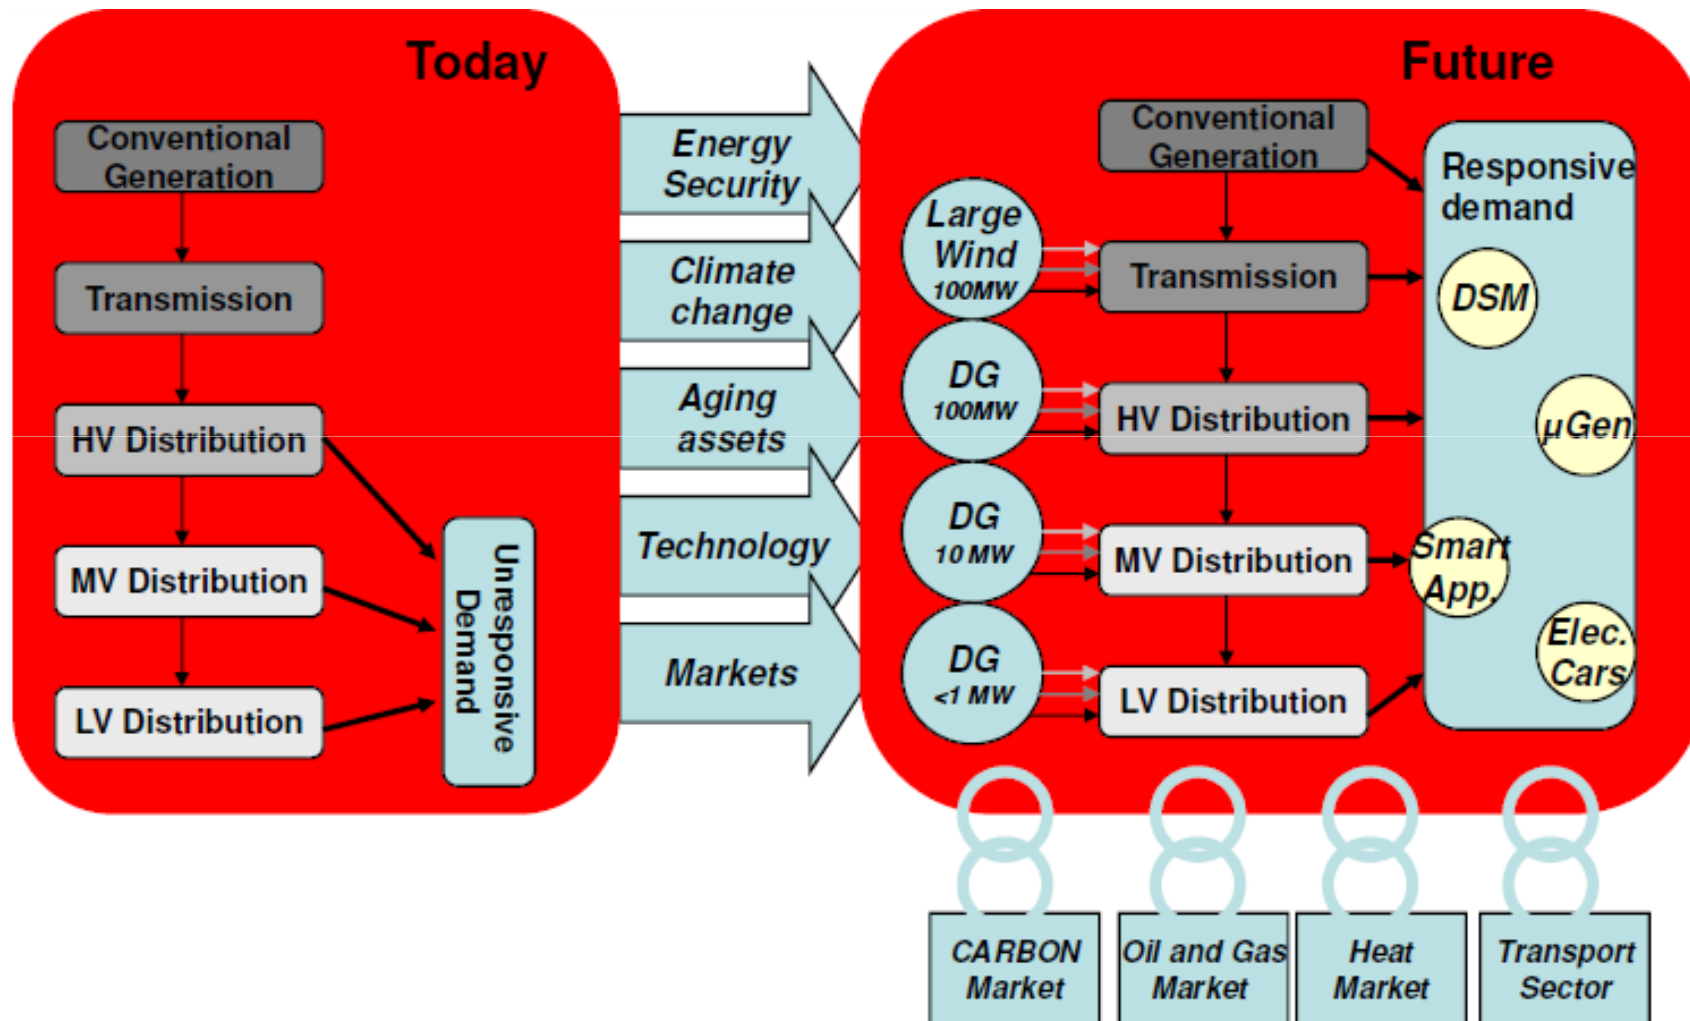 Today
Conventional
Generation
Transmission
HV Distribution
MV Distribution
LV Distribution
Unresponsive
Demand
Energy
Security
Climate
change
Aging
assets
Technology
Markets
Future
Conventional
Generation
Transmission
HV Distribution
MV Distribution
LV Distribution
Large
Wind
100MW
DG
100MW
DG
10 MW
DG
<1 MW
Responsive
demand
DSM
µGen
Smart
App.
Elec.
Cars
CARBON
Market
Oil and Gas
Market
Heat
Market
Transport
Sector